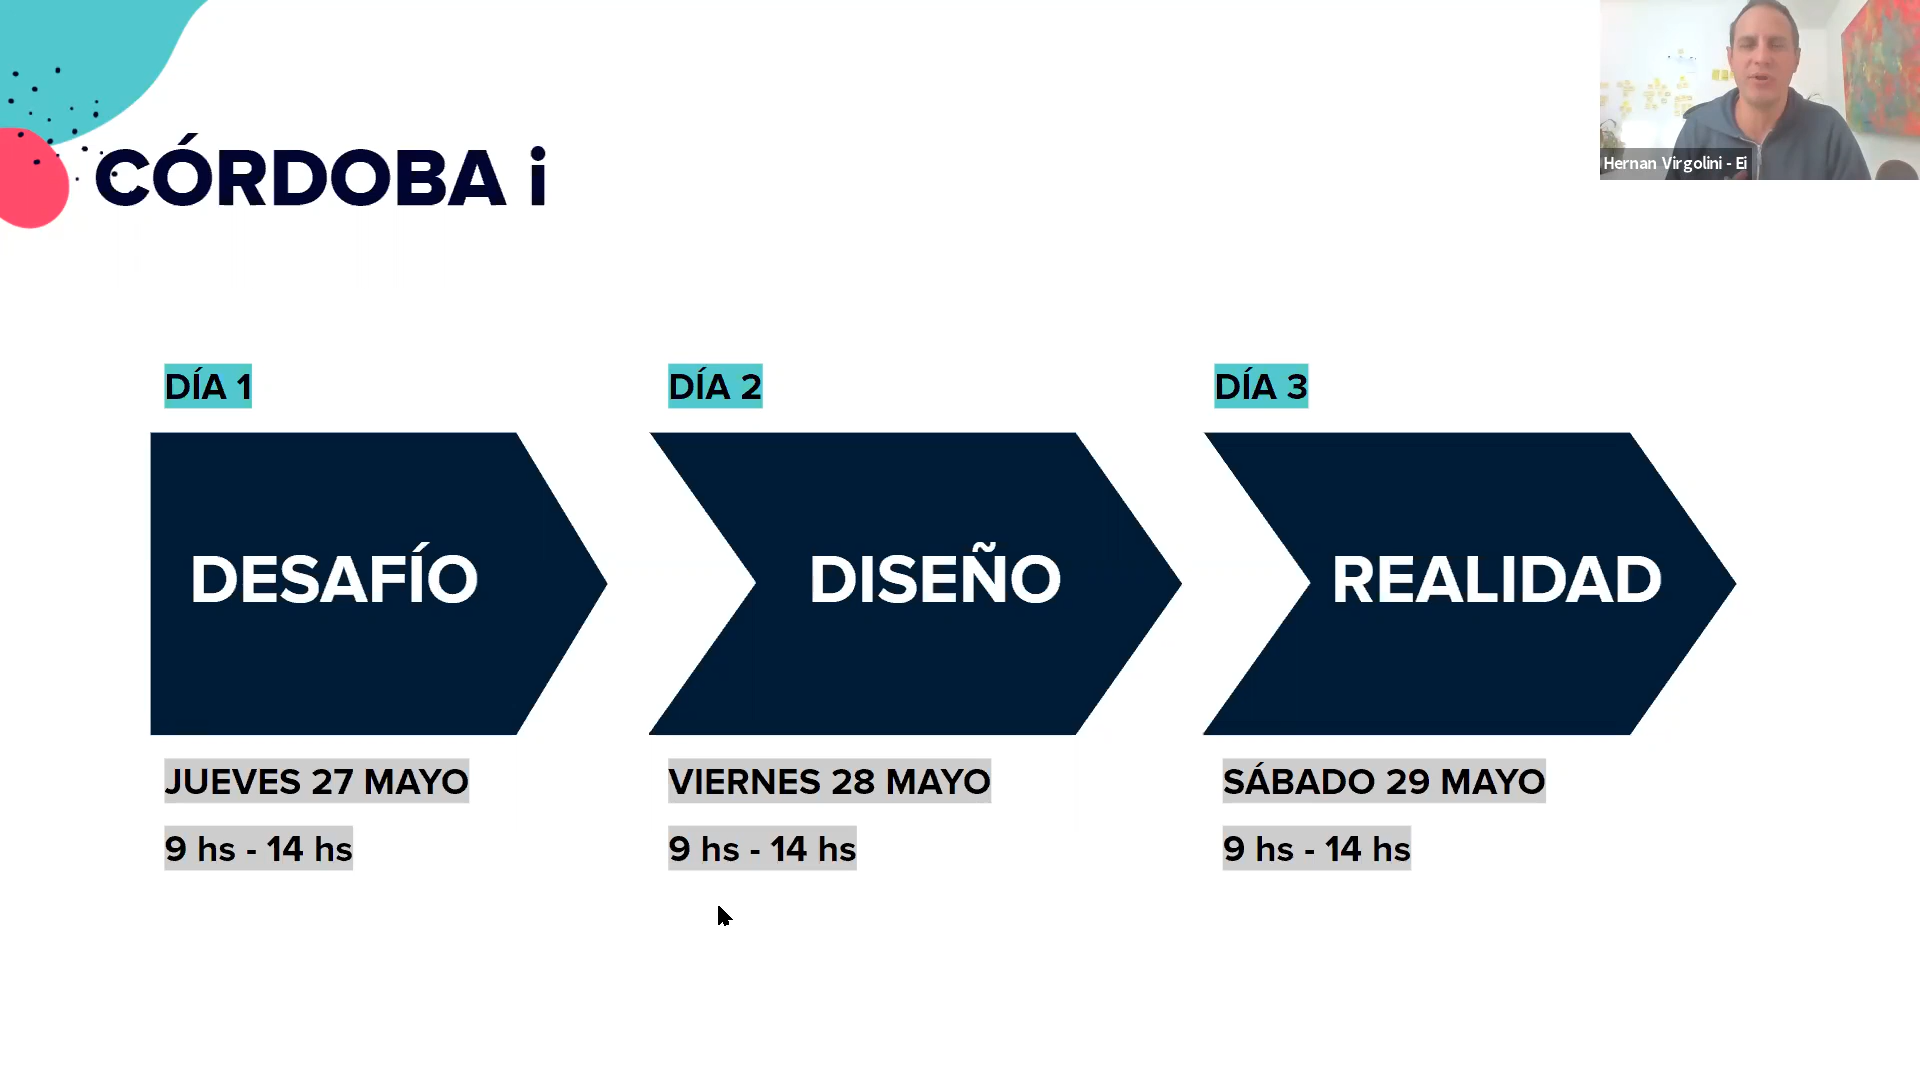 CÓRDOBA i
Hernan Virgolini - Ei
DÍA 1
DESAFÍO
JUEVES 27 MAYO
9 hs - 14 hs
DÍA 2
DISEÑO
VIERNES 28 MAYO
9 hs - 14 hs
DÍA 3
REALIDAD
SÁBADO 29 MAYO
9 hs - 14 hs